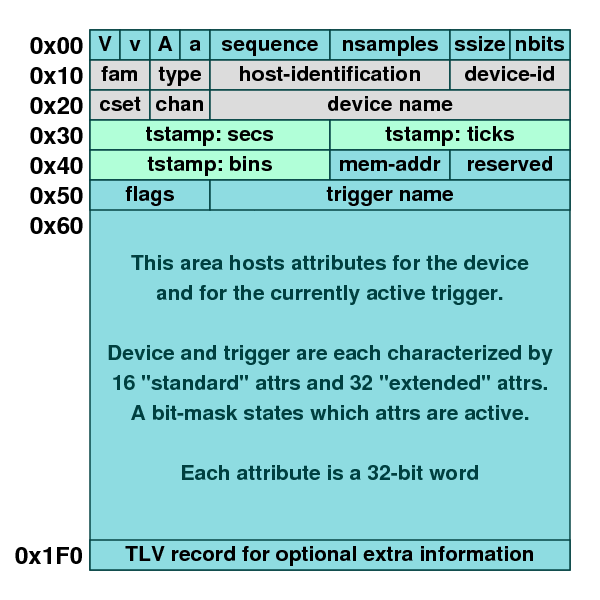 0x00 V v A a sequence nsamples ssize nbits
0x10 fam type host-identification device-id
0x20 cset chan device name
0x30 tstamp: secs tstamp: ticks
0x40 tstamp: bins mem-addr reserved
0x50 flags trigger name
0x60
This area hosts attributes for the device
and for the currently active trigger.
Device and trigger are each characterized by
16 "standard" attrs and 32 "extended" attrs.
A bit-mask states which attrs are active.
Each attribute is a 32-bit word
0x1F0 TLV record for optional extra information